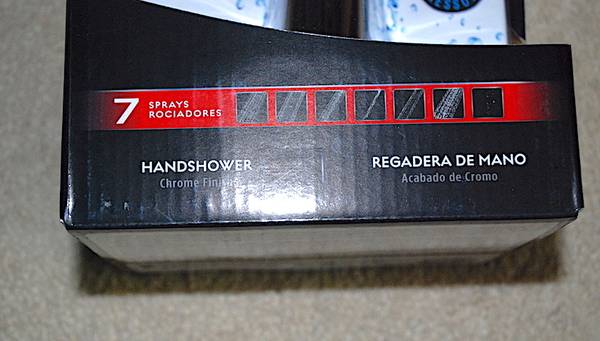 7 SPRAYS
ROCIADORES
HANDSHOWER
Chrome Finish
REGADERA DE MANO
Acabado de Cromo